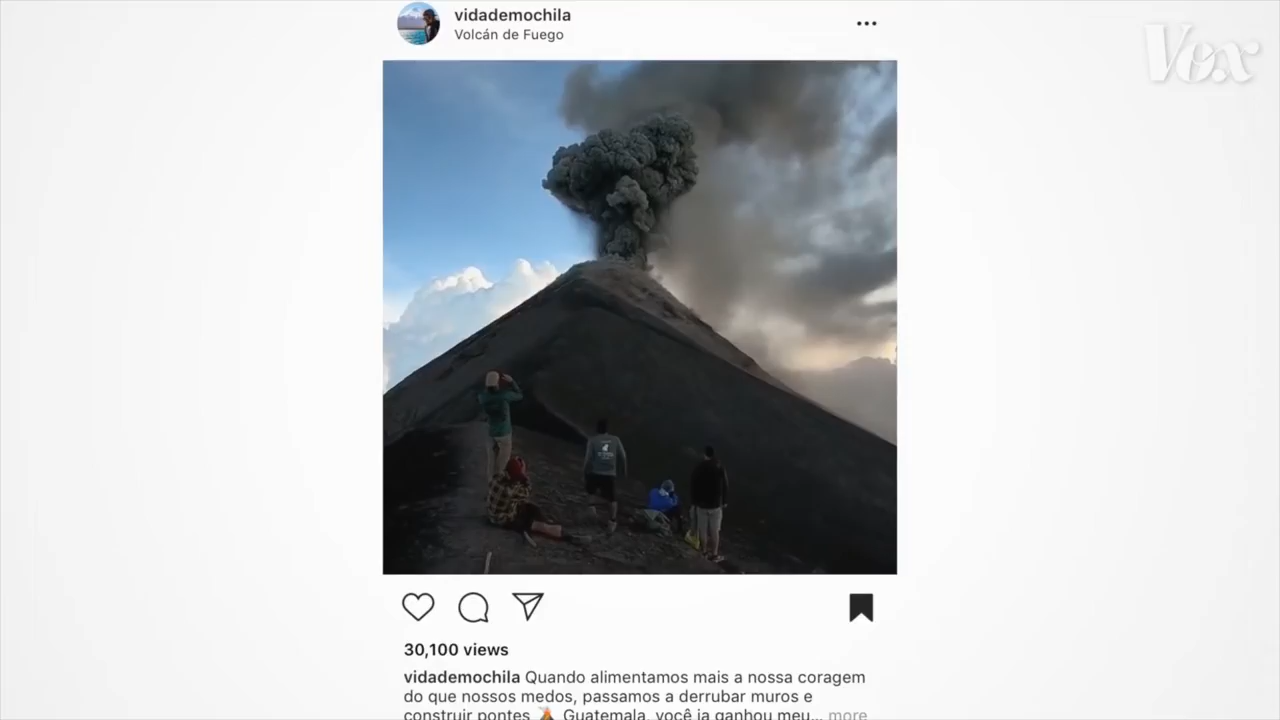 vidademochila
Volcán de Fuego
Vox
30,100 views
vidademochila Quando alimentamos mais a nossa coragem
do que nossos medos, passamos a derrubar muros e
construir pontes 🌋 Guatemala, você ja ganhou meu... more